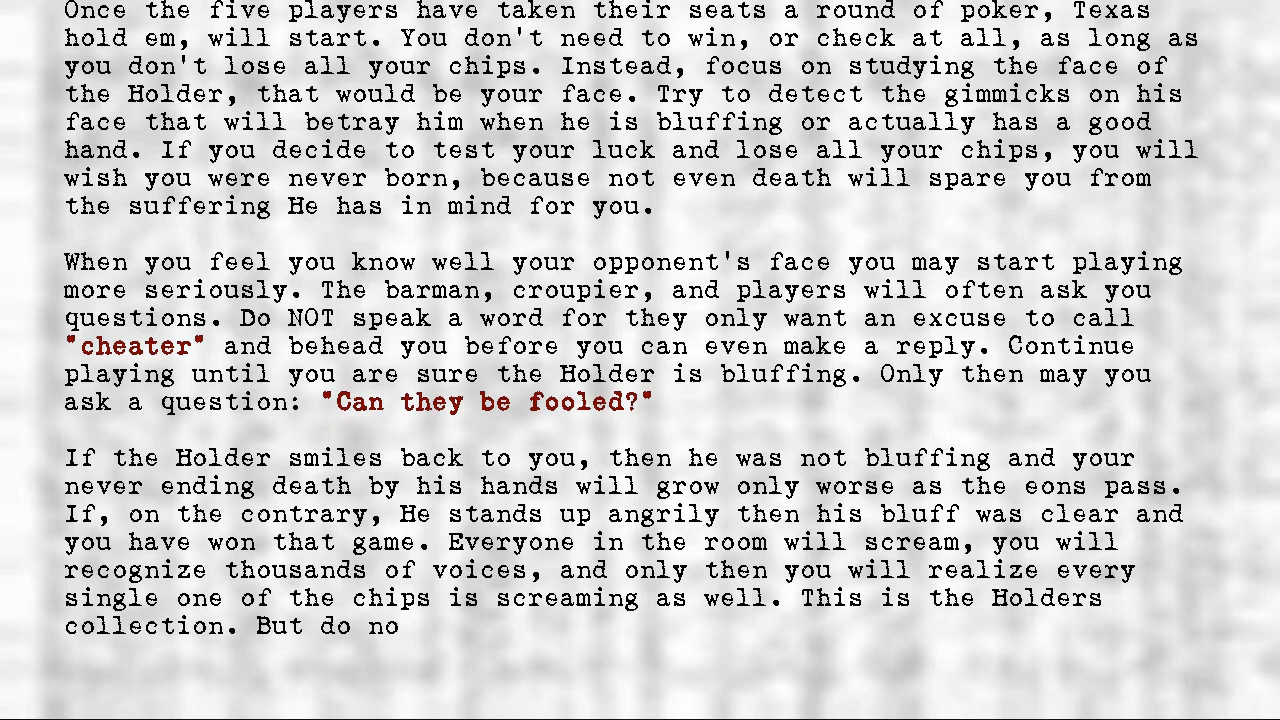 Once the five players have taken their seats a round of poker, Texas
hold em, will start. You don't need to win, or check at all, as long as
you don't lose all your chips. Instead, focus on studying the face of
the Holder, that would be your face. Try to detect the gimmicks on his
face that will betray him when he is bluffing or actually has a good
hand. If you decide to test your luck and lose all your chips, you will
wish you were never born, because not even death will spare you from
the suffering He has in mind for you.
When you feel you know well your opponent's face you may start playing
more seriously. The barman, croupier, and players will often ask you
questions. Do NOT speak a word for they only want an excuse to call
"cheater" and behead you before you can even make a reply. Continue
playing until you are sure the Holder is bluffing. Only then may you
ask a question: "Can they be fooled?"
If the Holder smiles back to you, then he was not bluffing and your
never ending death by his hands will grow only worse as the eons pass.
If, on the contrary, He stands up angrily then his bluff was clear and
you have won that game. Everyone in the room will scream, you will
recognize thousands of voices, and only then you will realize every
single one of the chips is screaming as well. This is the Holders
collection. But do no